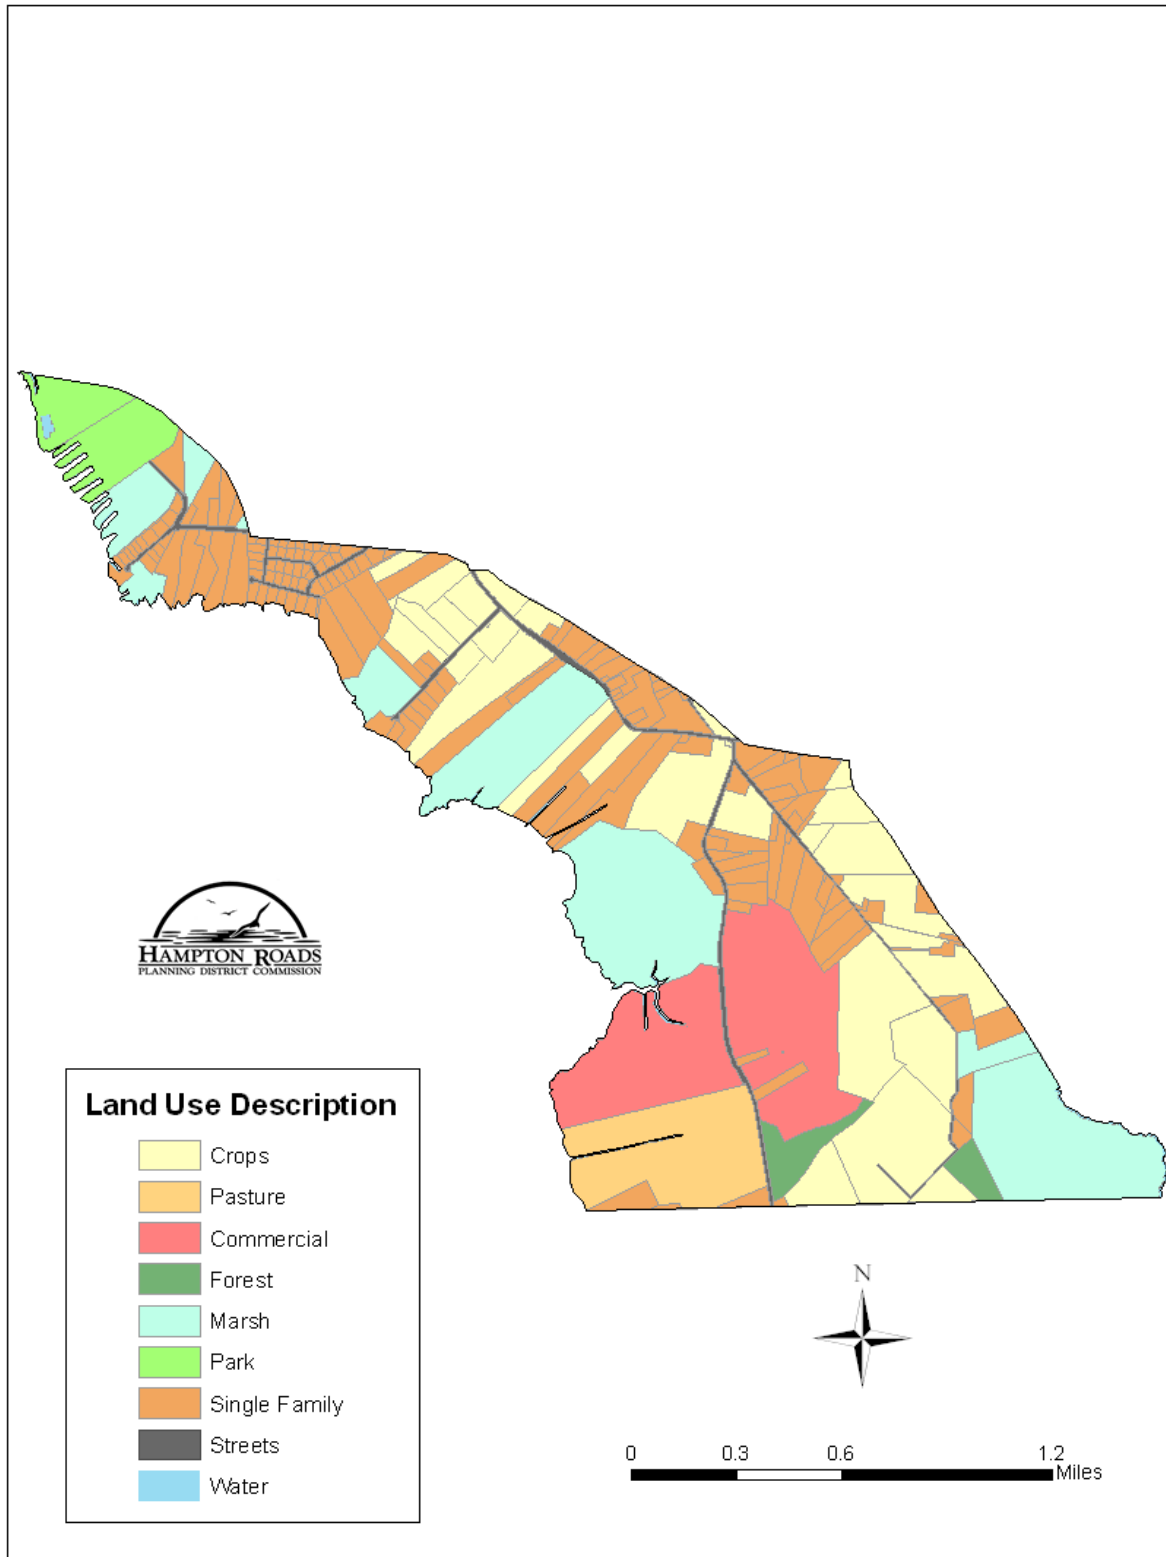 HAMPTON ROADS
PLANNING DISTRICT COMMISSION
Land Use Description
Crops
Pasture
Commercial
Forest
Marsh
Park
Single Family
Streets
Water
N
0 0.3 0.6 1.2
Miles